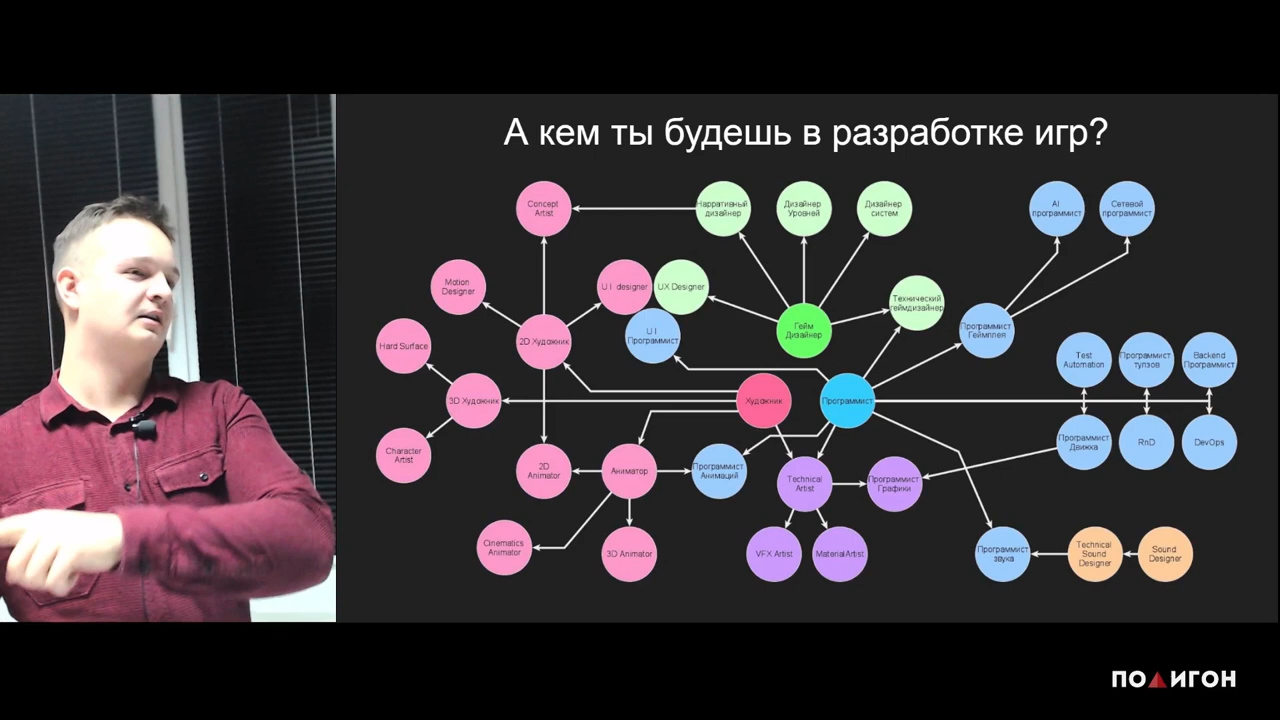 А кем ты будешь в разработке игр?
Concept
Artist
Нарративный
дизайнер
Дизайнер
Уровней
Дизайнер
систем
AI
программист
Сетевой
программист
Motion
Designer
U I designer
UX Designer
Технический
геймдизайнер
U I
Программист
Гейм
Дизайнер
Программист
Геймплея
Hard Surface
2D Художник
Test
Automation
Программист
тулзов
Backend
Программист
3D Художник
Художник
Программист
Character
Artist
2D
Animator
Аниматор
Программист
Анимаций
Technical
Artist
Программист
Графики
Программист
Движка
RnD
DevOps
Cinematics
Animator
3D Animator
VFX Artist
MaterialArtist
Программист
звука
Technical
Sound
Designer
Sound
Designer
ПОЛИГОН